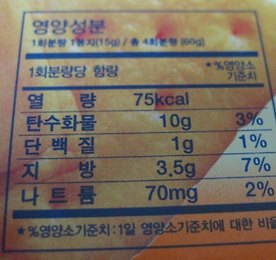 영양성분
1회분량 1봉지(15g) / 총 4회분량 (60g)
1회분량당 함량 *%영양소
기준치
열 량 75kcal
탄수화물 10g 3%
단 백 질 1g 1%
지 방 3.5g 7%
나 트 륨 70mg 2%
*%영양소기준치:1일 영양소기준치에 대한 비율